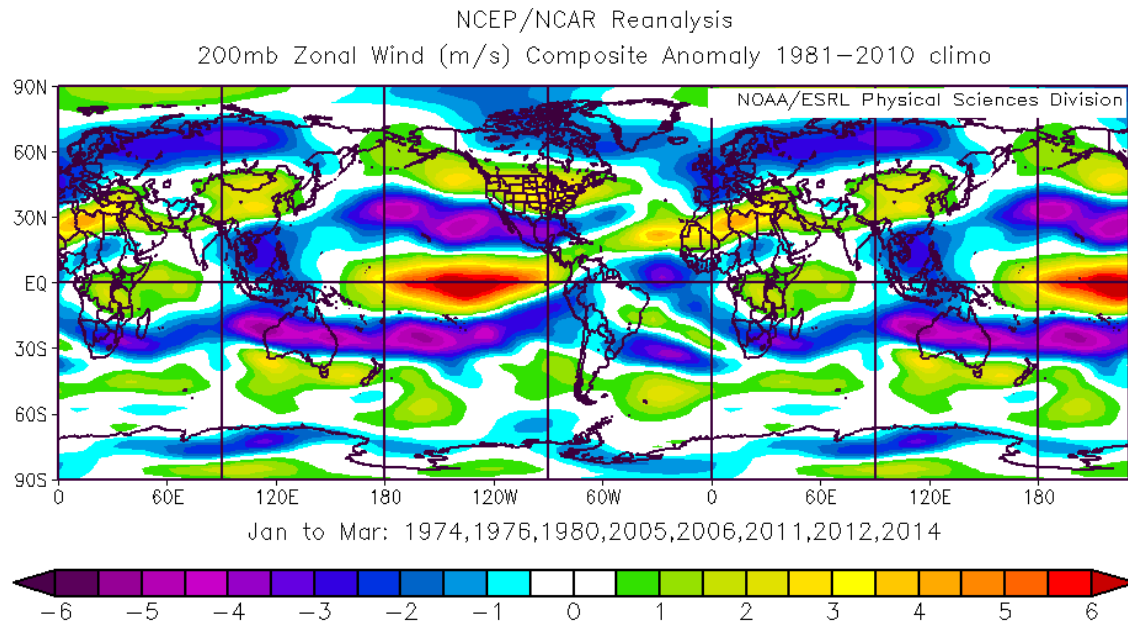 NCEP/NCAR Reanalysis
200mb Zonal Wind (m/s) Composite Anomaly 1981-2010 climo
NOAA/ESRL Physical Sciences Division
90N
60N
30N
EQ
30S
60S
90S
0 60E 120E 180 120W 60W 0 60E 120E 180
Jan to Mar: 1974,1976,1980,2005,2006,2011,2012,2014
-6 -5 -4 -3 -2 -1 0 1 2 3 4 5 6